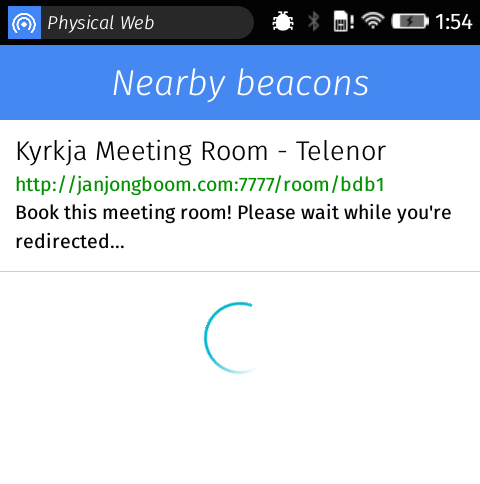 Physical Web
1:54
Nearby beacons
Kyrkja Meeting Room - Telenor
http://janjongboom.com:7777/room/bdb1
Book this meeting room! Please wait while you're
redirected...